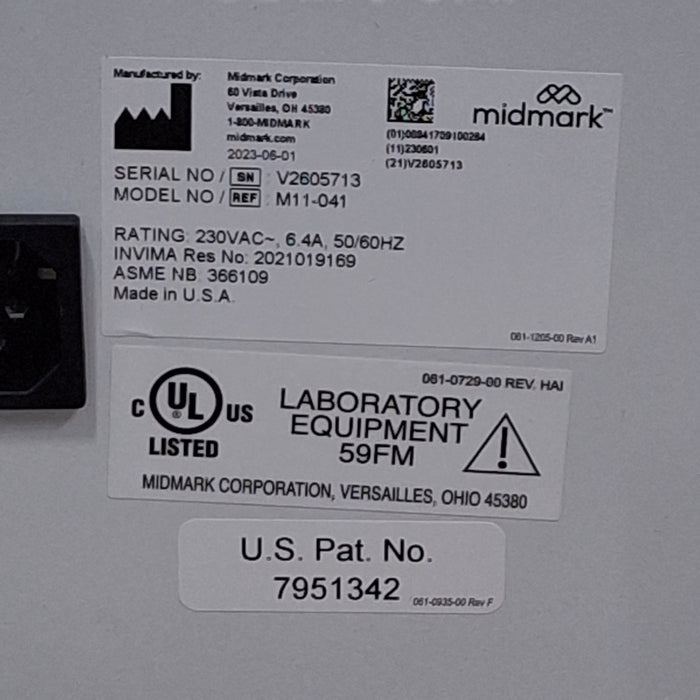 Manufactured by:
Midmark Corporation
60 Vista Drive
Versailles, OH 45380
1-800-MIDMARK
midmark.com
2023-06-01
midmark™
(01)00841709100284
(11)230601
(21)V2605713
SERIAL NO / SN : V2605713
MODEL NO / REF : M11-041
RATING: 230VAC~, 6.4A, 50/60HZ
INVIMA Res No: 2021019169
ASME NB 366109
Made in U.S.A.
061-1205-00 Rev A1
061-0729-00 REV. HAI
C UL ® US
LISTED
LABORATORY
EQUIPMENT
59FM
MIDMARK CORPORATION, VERSAILLES, OHIO 45380
U.S. Pat. No.
7951342
061-0935-00 Rev F